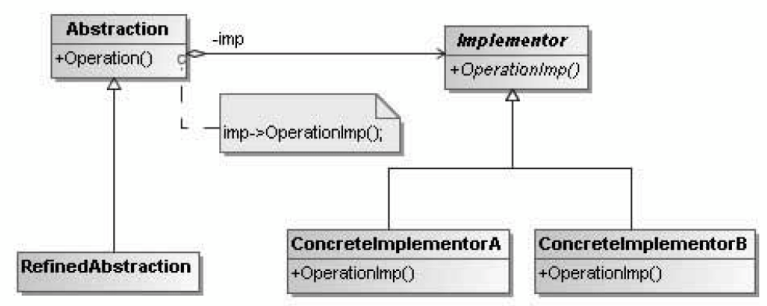 Abstraction
+Operation()
-imp
Implementor
+OperationImp()
imp->OperationImp();
RefinedAbstraction
ConcreteImplementorA
+OperationImp()
ConcreteImplementorB
+OperationImp()